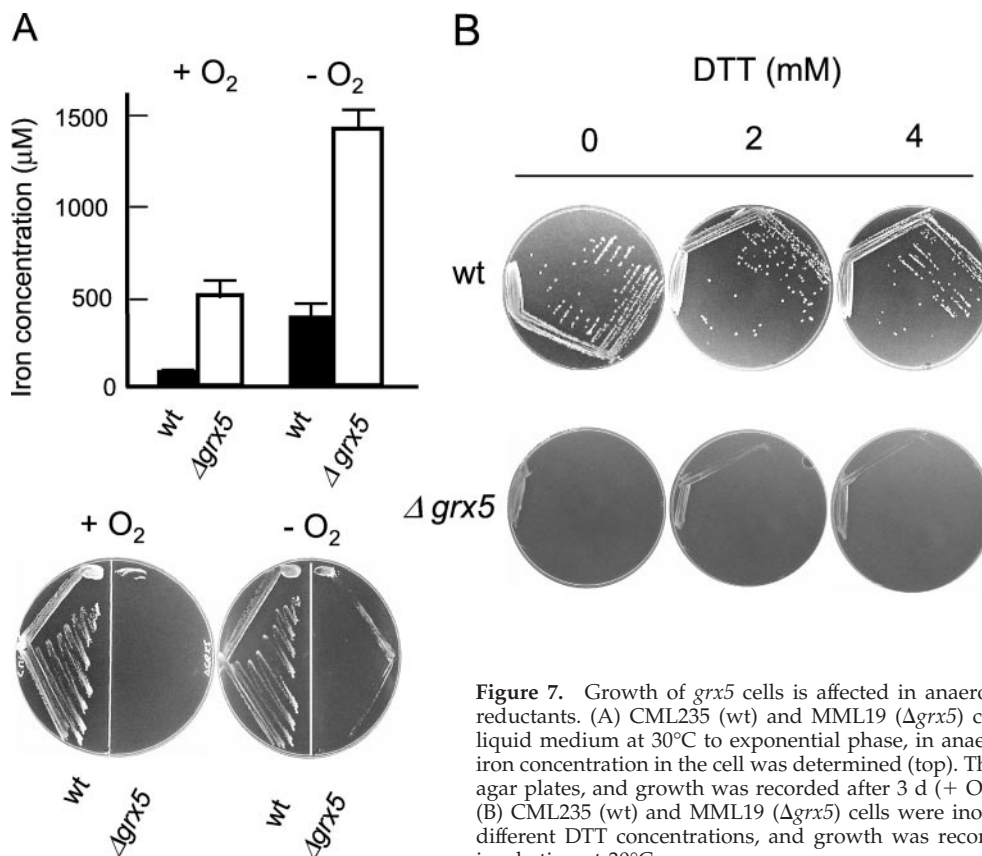 A
+ O2 - O2
Iron concentration (μM)
1500
1000
500
0
wt
Δgrx5
wt
Δgrx5
+ O2 - O2
wt
Δgrx5
wt
Δgrx5
B
DTT (mM)
0 2 4
wt
Δgrx5
Figure 7. Growth of grx5 cells is affected in anaero
reductants. (A) CML235 (wt) and MML19 (Δgrx5) c
liquid medium at 30°C to exponential phase, in anae
iron concentration in the cell was determined (top). Th
agar plates, and growth was recorded after 3 d (+ O
(B) CML235 (wt) and MML19 (Δgrx5) cells were ino
different DTT concentrations, and growth was recor